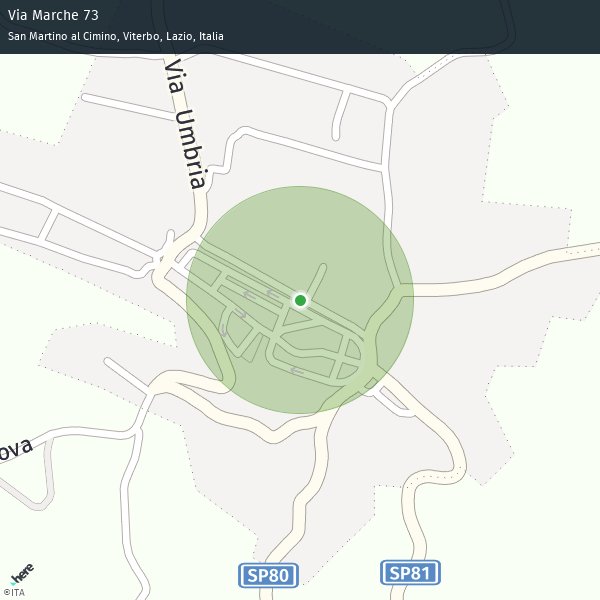 Via Marche 73
San Martino al Cimino, Viterbo, Lazio, Italia
Via Umbria
ova
SP80
SP81
here
©ITA